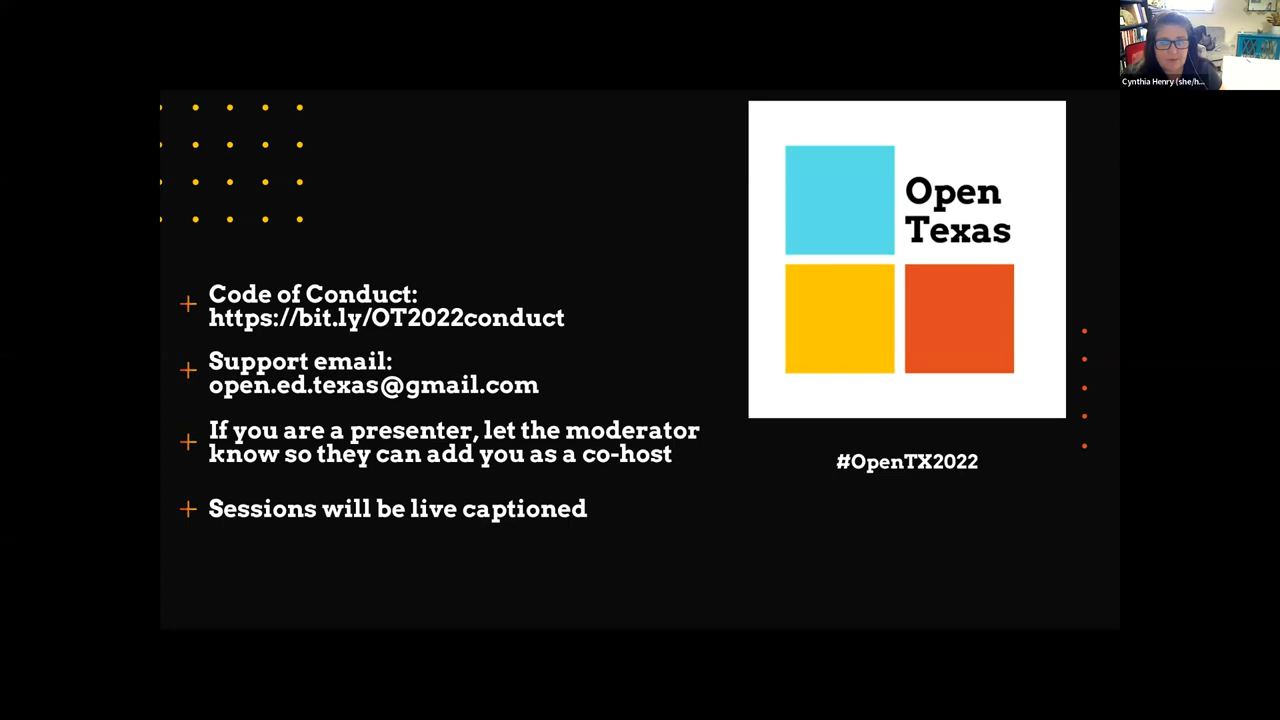 Cynthia Henry (she/h...
Open
Texas
Code of Conduct:
https://bit.ly/OT2022conduct
Support email:
open.ed.texas@gmail.com
If you are a presenter, let the moderator
know so they can add you as a co-host
Sessions will be live captioned
#OpenTX2022